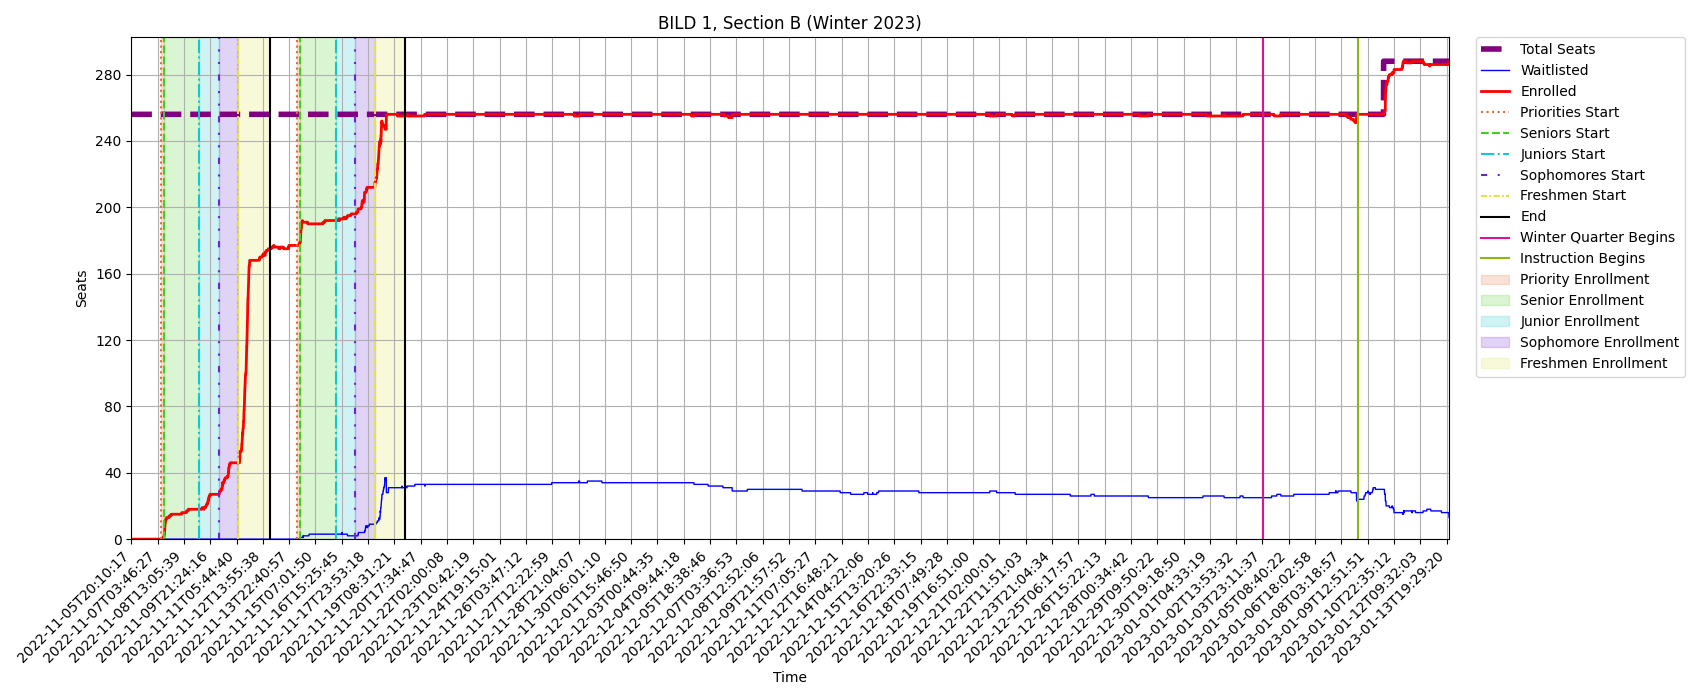 BILD 1, Section B (Winter 2023)
Seats
280
240
200
160
120
80
40
0
2022-11-05T20:10:17
2022-11-07T03:46:27
2022-11-08T13:05:39
2022-11-09T21:24:16
2022-11-11T05:44:40
2022-11-12T13:55:38
2022-11-13T22:40:57
2022-11-15T07:01:50
2022-11-16T15:25:45
2022-11-17T23:53:18
2022-11-19T08:31:21
2022-11-20T17:34:47
2022-11-22T02:00:08
2022-11-23T10:42:19
2022-11-24T19:15:01
2022-11-26T03:47:12
2022-11-27T12:22:59
2022-11-28T21:04:07
2022-11-30T06:01:10
2022-12-01T15:46:50
2022-12-03T00:44:35
2022-12-04T09:44:18
2022-12-05T18:38:46
2022-12-07T03:36:53
2022-12-08T12:52:06
2022-12-09T21:57:52
2022-12-11T07:05:27
2022-12-12T16:48:21
2022-12-14T04:22:06
2022-12-15T13:20:26
2022-12-16T22:33:15
2022-12-18T07:49:28
2022-12-19T16:51:00
2022-12-21T02:00:01
2022-12-22T11:51:03
2022-12-23T21:04:34
2022-12-25T06:17:57
2022-12-26T15:22:13
2022-12-28T00:34:42
2022-12-29T09:50:22
2022-12-30T19:18:50
2023-01-01T04:33:19
2023-01-02T13:53:32
2023-01-03T23:11:37
2023-01-05T08:40:22
2023-01-06T18:02:58
2023-01-08T03:18:57
2023-01-09T12:51:51
2023-01-10T22:35:12
2023-01-12T09:32:03
2023-01-13T19:29:20
Time
Total Seats
Waitlisted
Enrolled
Priorities Start
Seniors Start
Juniors Start
Sophomores Start
Freshmen Start
End
Winter Quarter Begins
Instruction Begins
Priority Enrollment
Senior Enrollment
Junior Enrollment
Sophomore Enrollment
Freshmen Enrollment